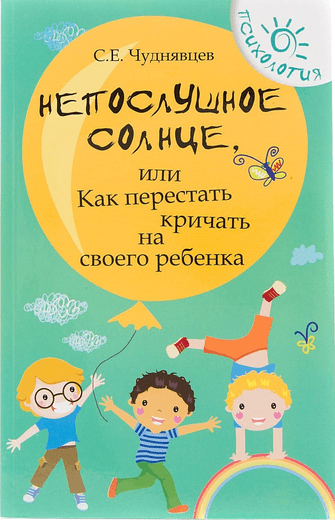 ПСИХОЛОГИЯ
С.Е. Чуднявцев
НЕПОСЛУШНОЕ
СОЛНЦЕ,
или
Как перестать
кричать
на
своего ребенка